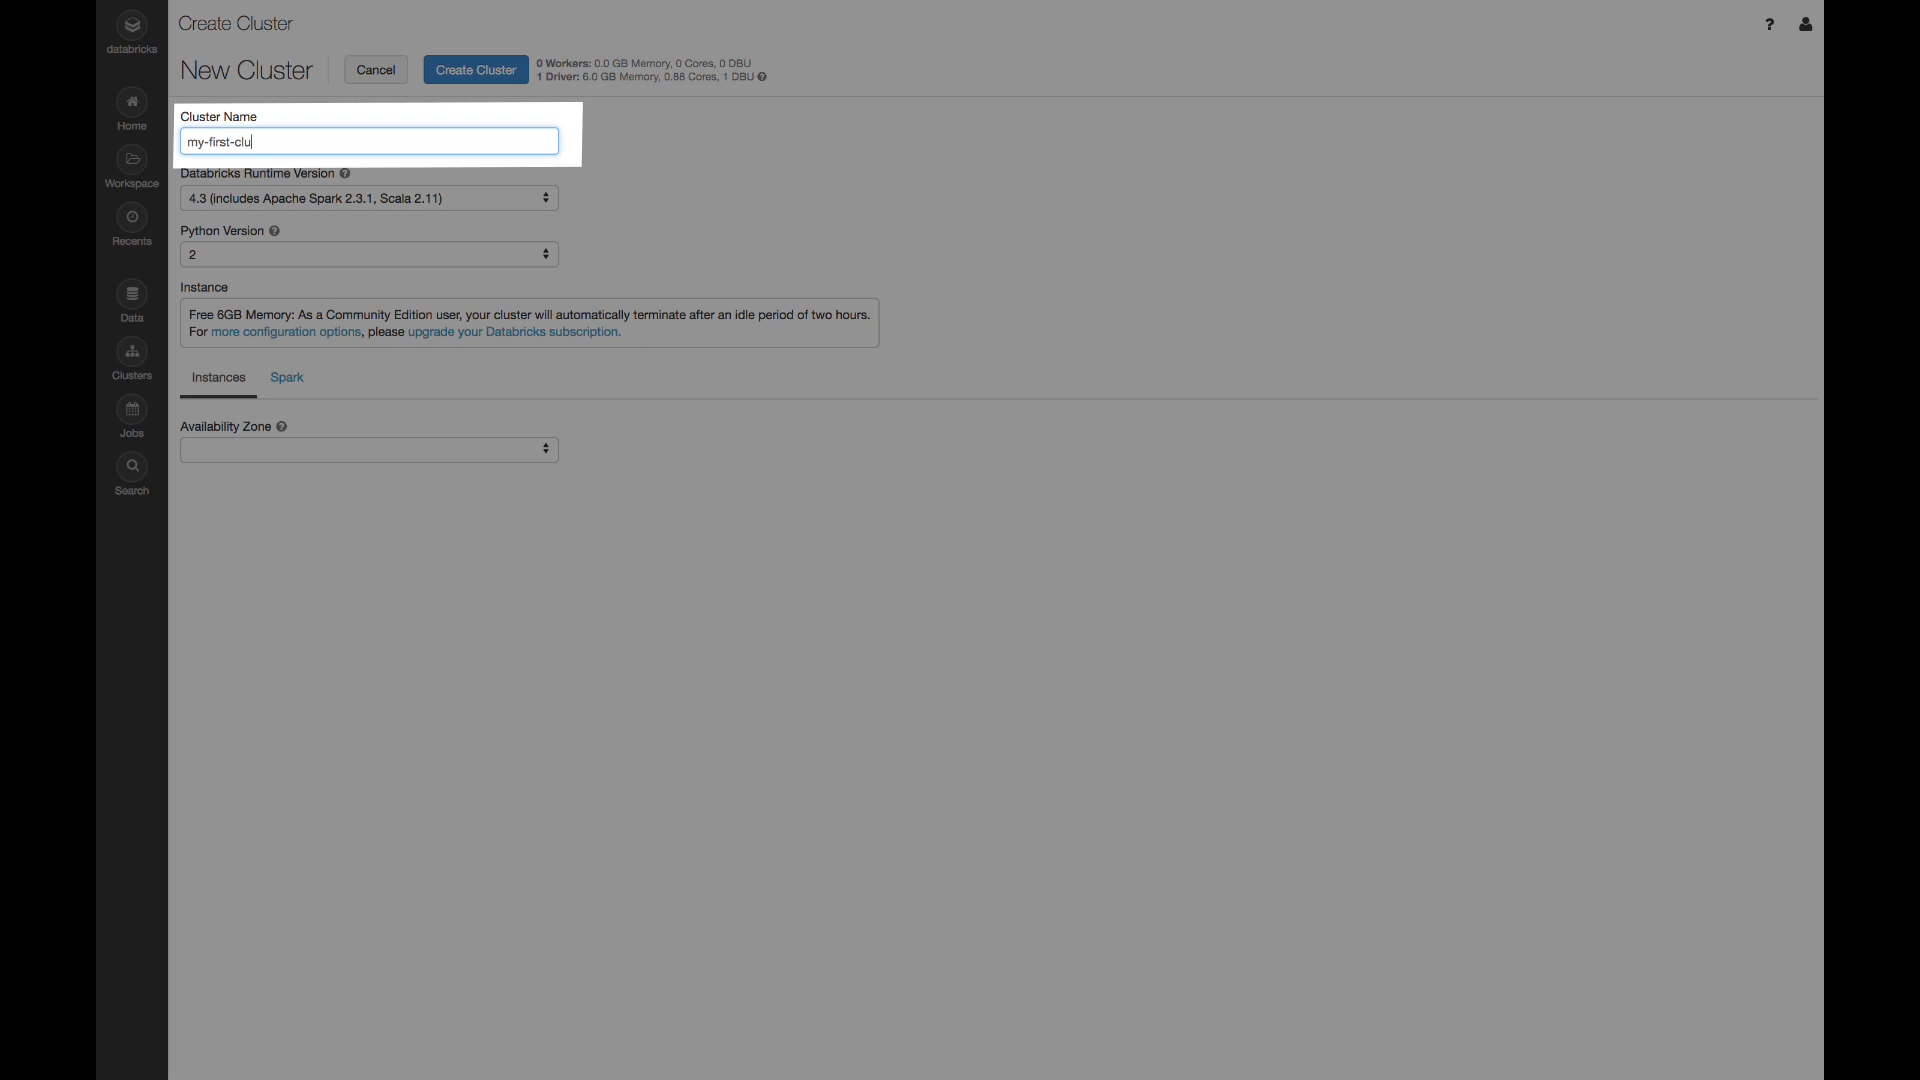 databricks
Home
Workspace
Recents
Data
Clusters
Jobs
Search
Create Cluster
?
New Cluster
Cancel
Create Cluster
0 Workers: 0.0 GB Memory, 0 Cores, 0 DBU
1 Driver: 6.0 GB Memory, 0.88 Cores, 1 DBU ?
Cluster Name
my-first-clu
Databricks Runtime Version ?
4.3 (includes Apache Spark 2.3.1, Scala 2.11)
Python Version ?
2
Instance
Free 6GB Memory: As a Community Edition user, your cluster will automatically terminate after an idle period of two hours.
For more configuration options, please upgrade your Databricks subscription.
Instances Spark
Availability Zone ?